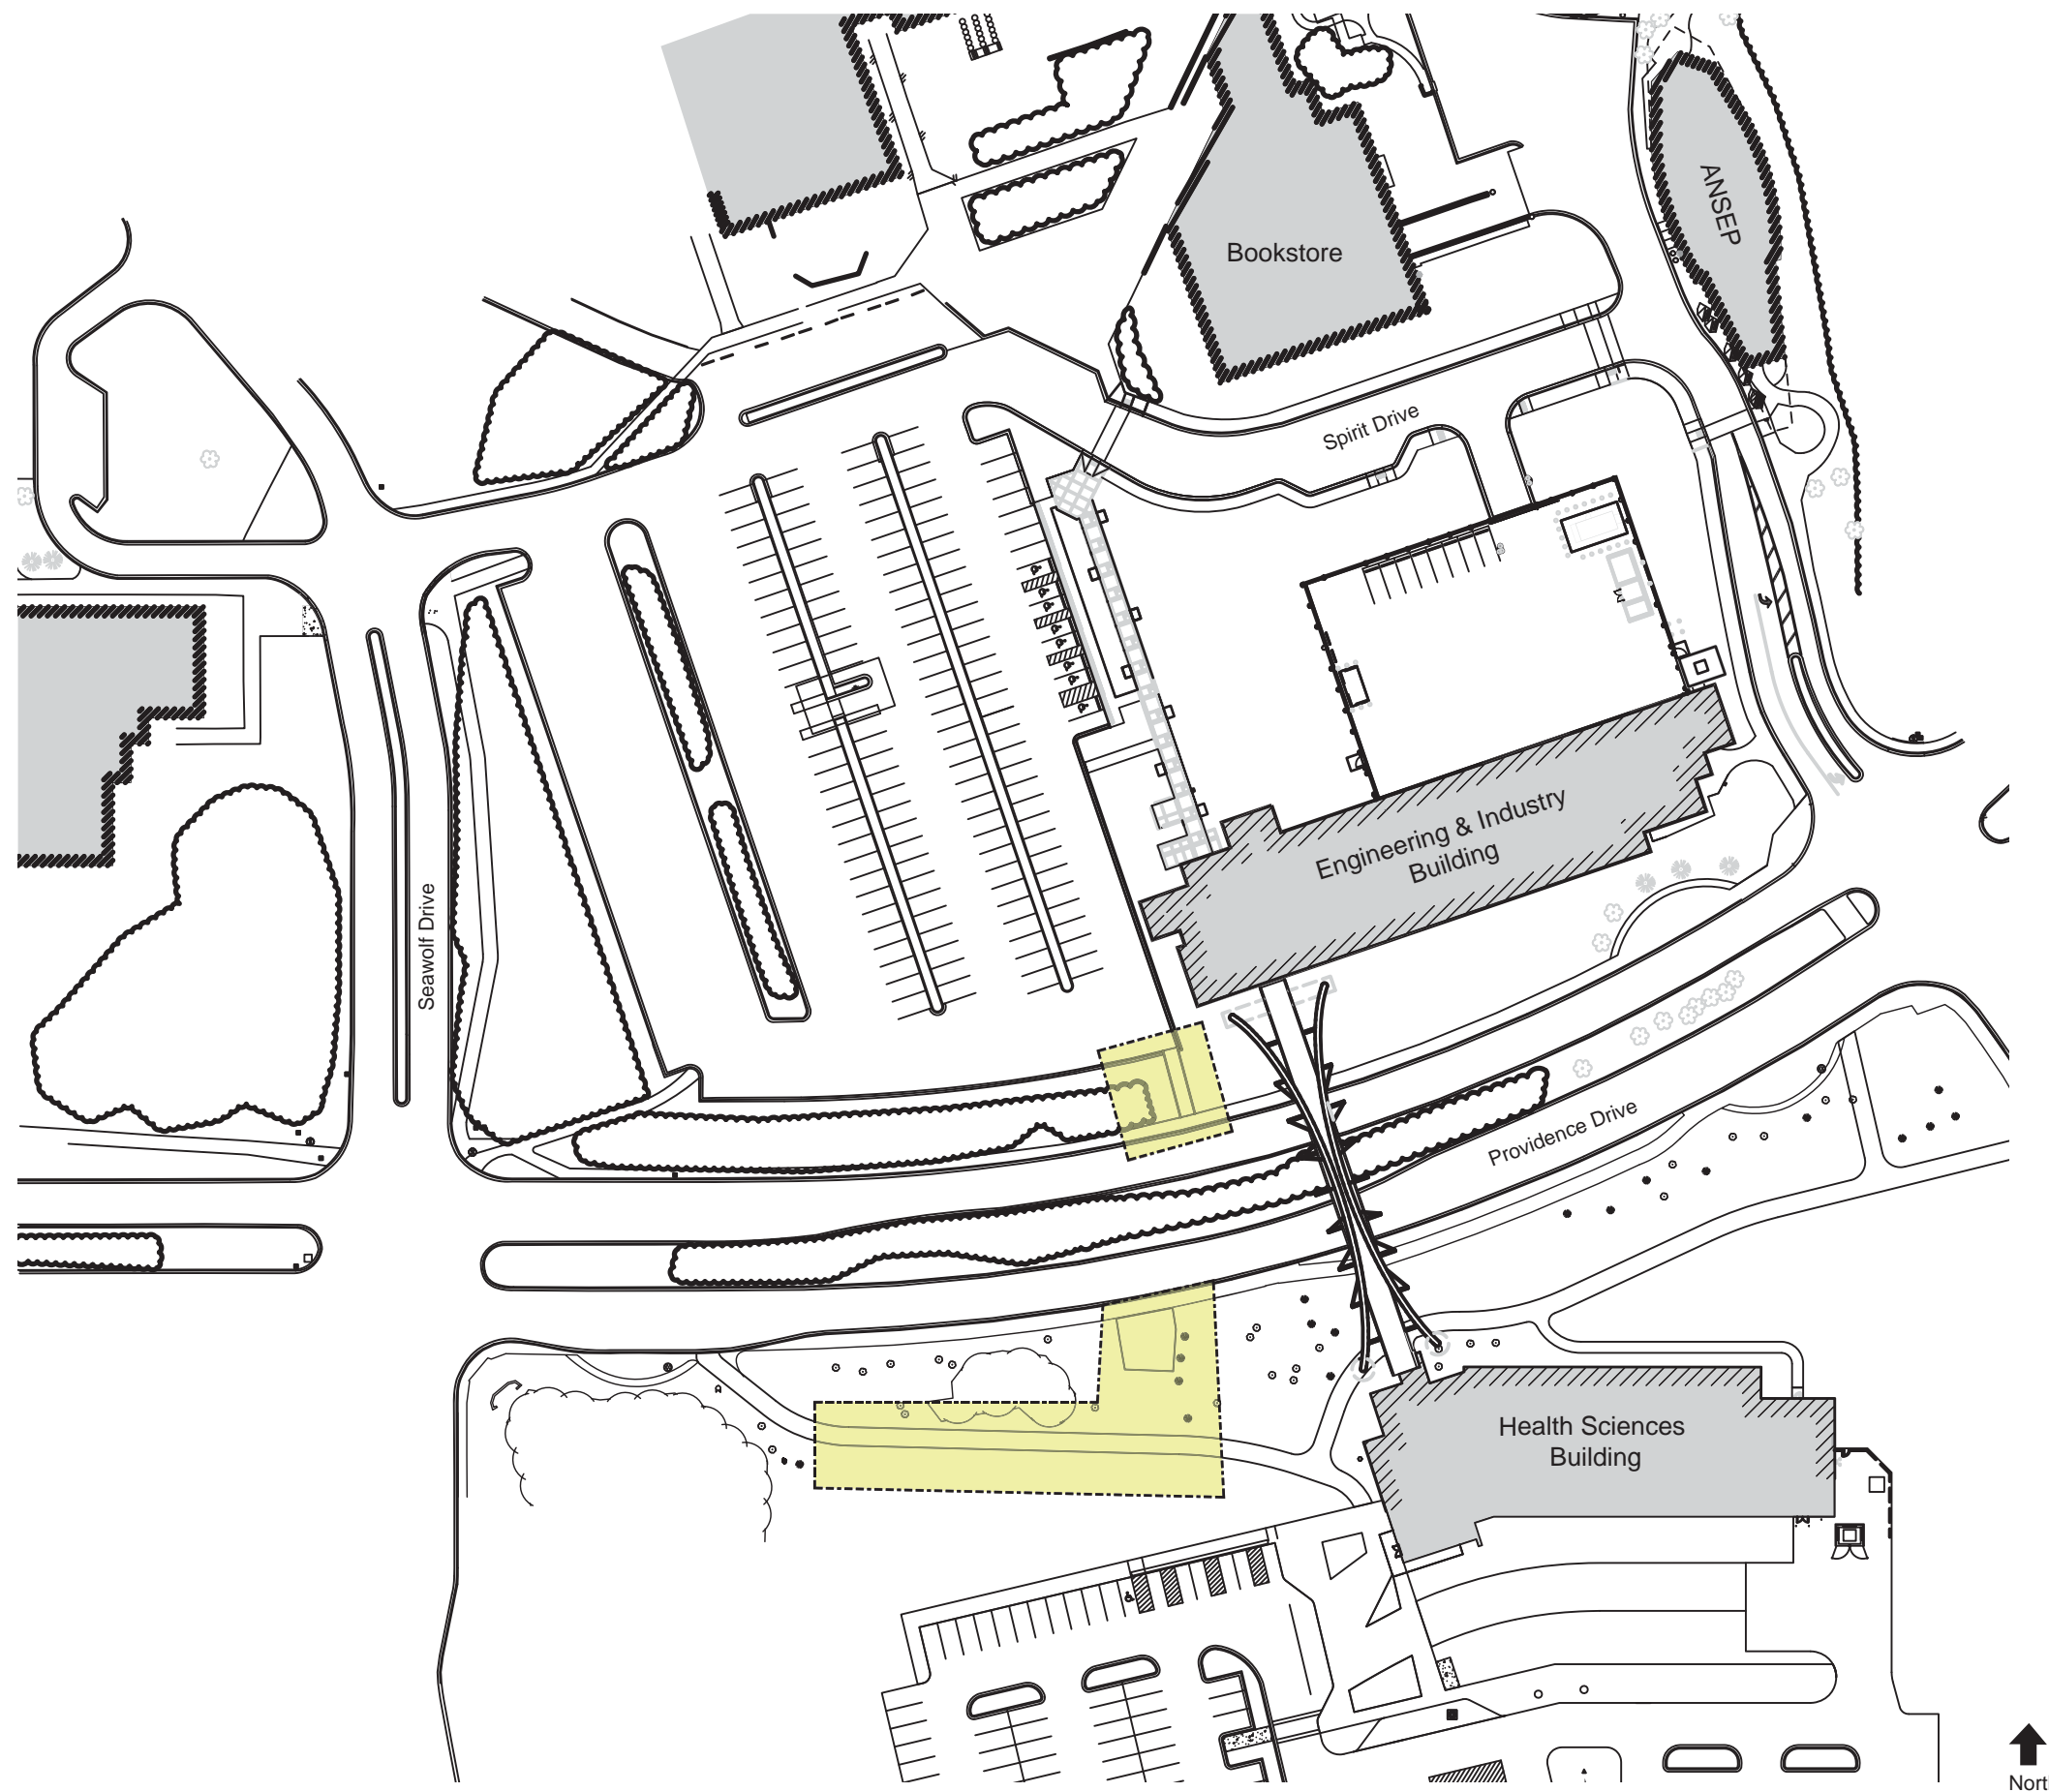 ANSEP
Bookstore
Spirit Drive
Engineering & Industry
Building
Seawolf Drive
Providence Drive
Health Sciences
Building
Nort